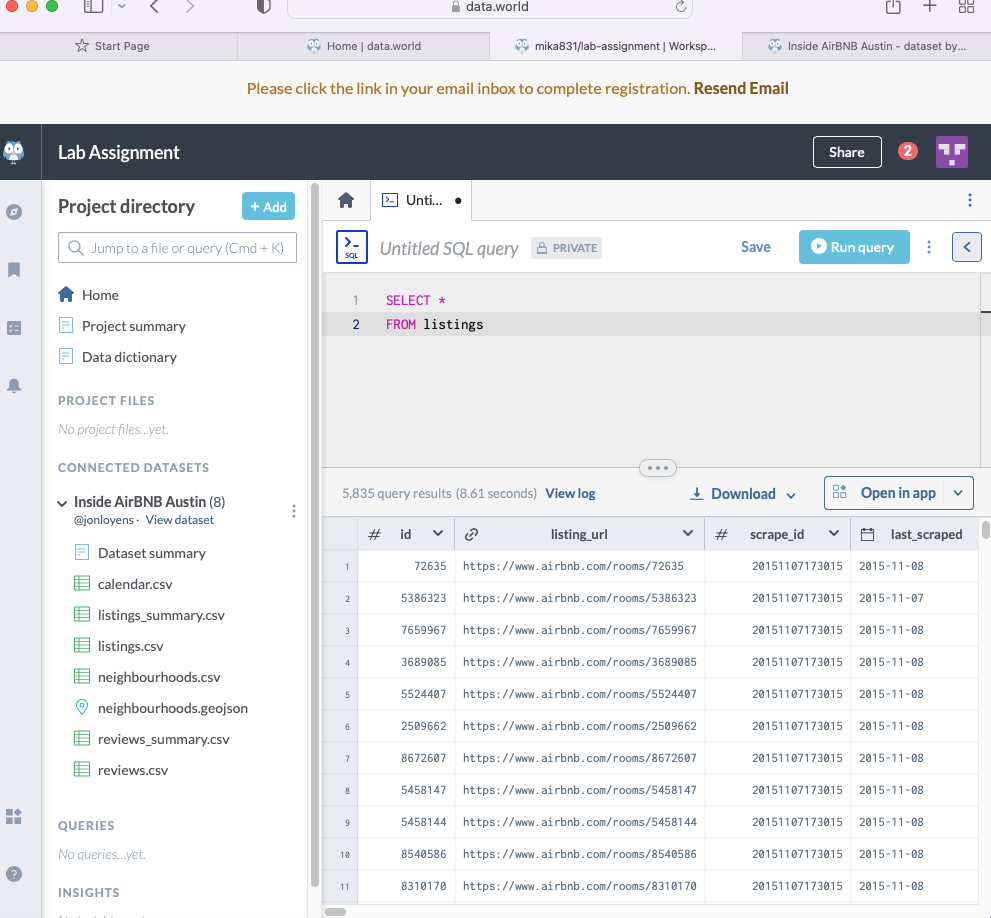 data.world
Start Page
Home | data.world
mika831/lab-assignment | Worksp...
Inside AirBNB Austin - dataset by...
Please click the link in your email inbox to complete registration. Resend Email
Lab Assignment
Share
2
Project directory
+ Add
Jump to a file or query (Cmd + K)
Home
Project summary
Data dictionary
PROJECT FILES
No project files...yet.
CONNECTED DATASETS
Inside AirBNB Austin (8)
@jonloyens · View dataset
Dataset summary
calendar.csv
listings_summary.csv
listings.csv
neighbourhoods.csv
neighbourhoods.geojson
reviews_summary.csv
reviews.csv
QUERIES
No queries...yet.
INSIGHTS
Unti... ●
SQL
Untitled SQL query
PRIVATE
Save
Run query
1 SELECT *
2 FROM listings
5,835 query results (8.61 seconds) View log
Download
Open in app
# id listing_url # scrape_id last_scraped
1 72635 https://www.airbnb.com/rooms/72635 20151107173015 2015-11-08
2 5386323 https://www.airbnb.com/rooms/5386323 20151107173015 2015-11-07
3 7659967 https://www.airbnb.com/rooms/7659967 20151107173015 2015-11-08
4 3689085 https://www.airbnb.com/rooms/3689085 20151107173015 2015-11-08
5 5524407 https://www.airbnb.com/rooms/5524407 20151107173015 2015-11-08
6 2509662 https://www.airbnb.com/rooms/2509662 20151107173015 2015-11-08
7 8672607 https://www.airbnb.com/rooms/8672607 20151107173015 2015-11-08
8 5458147 https://www.airbnb.com/rooms/5458147 20151107173015 2015-11-08
9 5458144 https://www.airbnb.com/rooms/5458144 20151107173015 2015-11-08
10 8540586 https://www.airbnb.com/rooms/8540586 20151107173015 2015-11-08
11 8310170 https://www.airbnb.com/rooms/8310170 20151107173015 2015-11-08